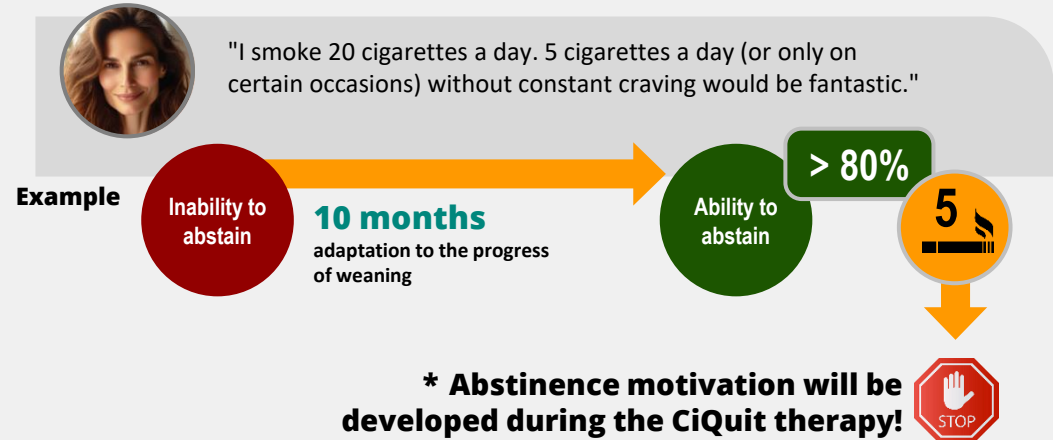 "I smoke 20 cigarettes a day. 5 cigarettes a day (or only on
certain occasions) without constant craving would be fantastic."
Example
Inability to
abstain
10 months
adaptation to the progress
of weaning
Ability to
abstain
> 80%
5
* Abstinence motivation will be
developed during the CiQuit therapy!
STOP